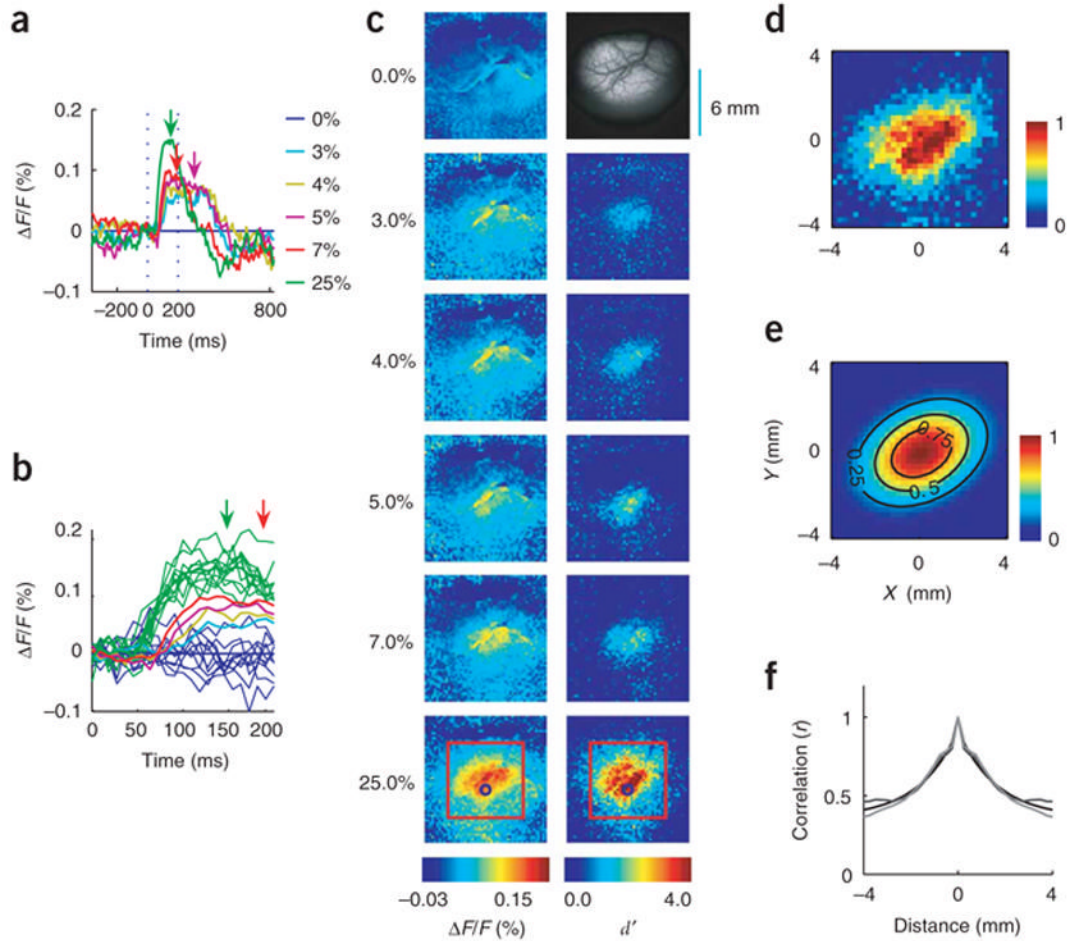 a
0.2
0.1
0
–0.1
ΔF/F (%)
–200 0 200 800
Time (ms)
0%
3%
4%
5%
7%
25%
b
0.2
0.1
0
–0.1
ΔF/F (%)
0 50 100 150 200
Time (ms)
c
0.0%
6 mm
3.0%
4.0%
5.0%
7.0%
25.0%
–0.03 0.15
ΔF/F (%)
0.0 4.0
d′
d
4
0
–4
–4 0 4
1
0
e
4
0
–4
Y (mm)
0.75
0.5
0.25
–4 0 4
X (mm)
1
0
f
1
0.5
0
Correlation (r)
–4 0 4
Distance (mm)